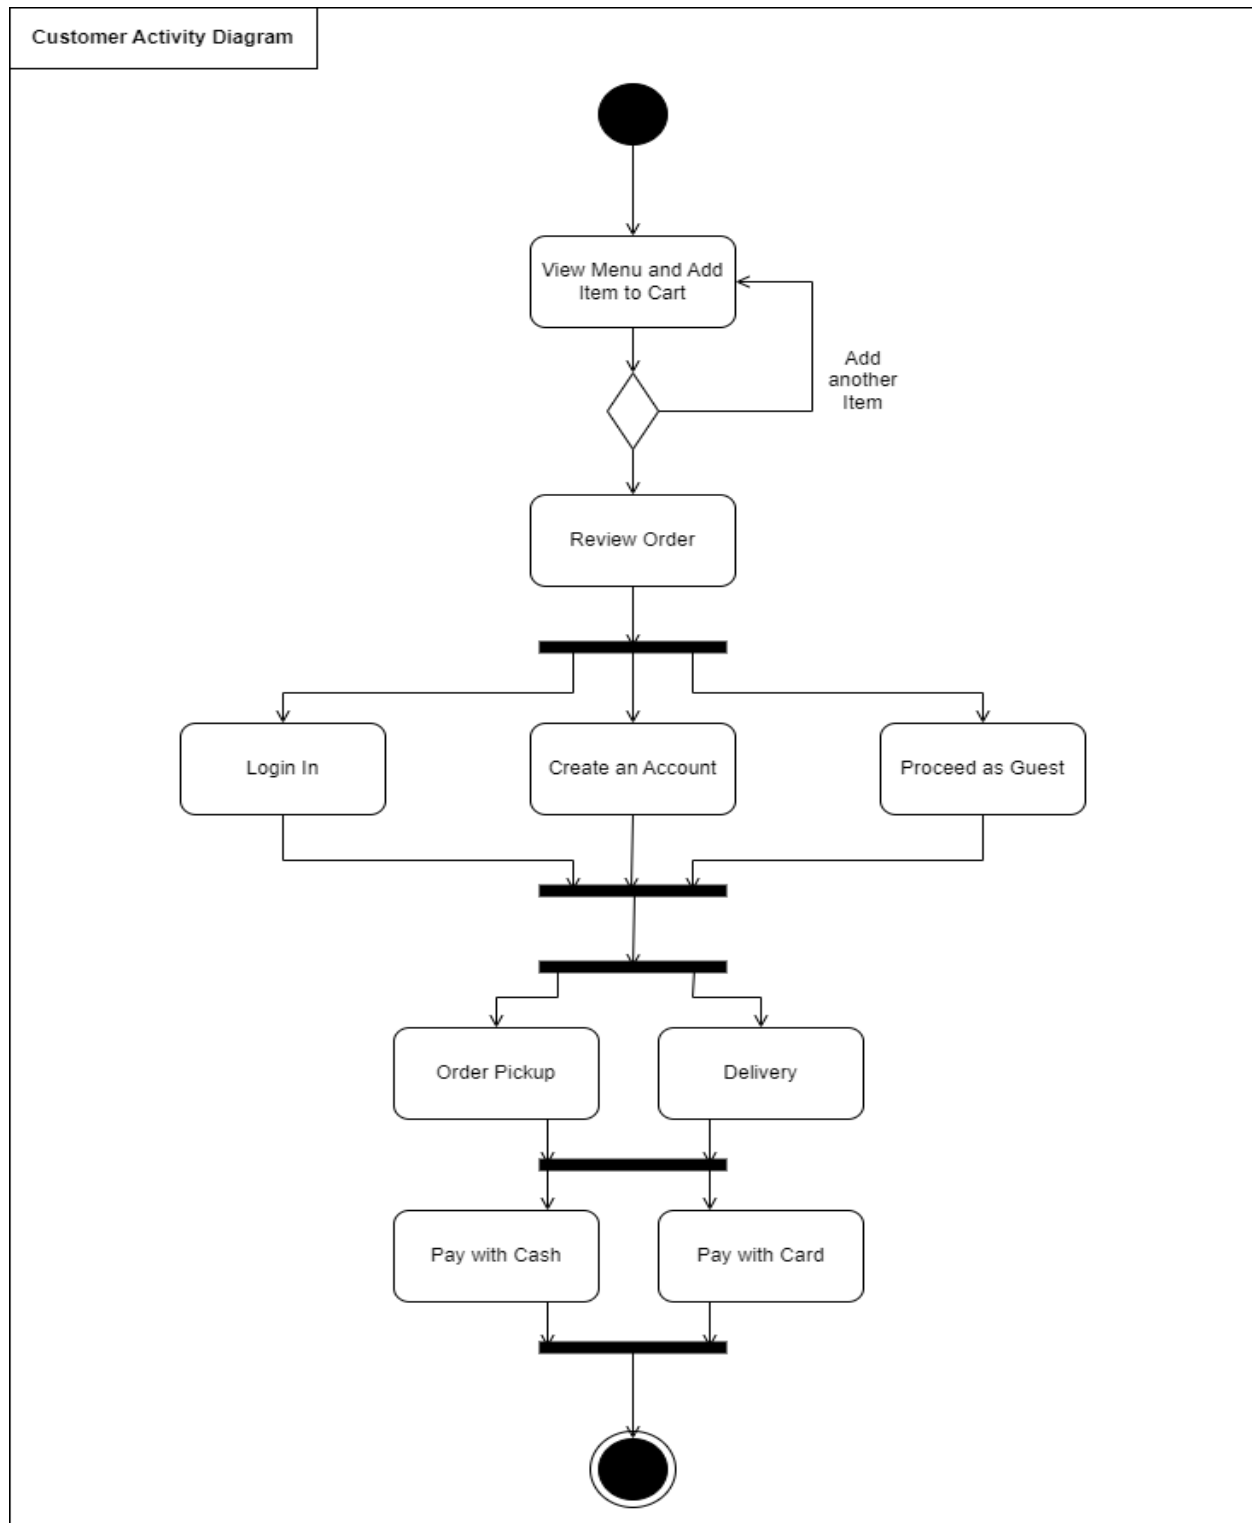 Customer Activity Diagram
View Menu and Add
Item to Cart
Add
another
Item
Review Order
Login In
Create an Account
Proceed as Guest
Order Pickup
Delivery
Pay with Cash
Pay with Card